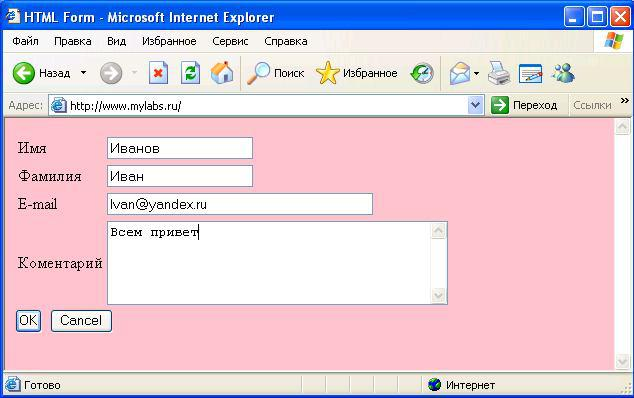 HTML Form - Microsoft Internet Explorer
Файл Правка Вид Избранное Сервис Справка
Назад Поиск Избранное
Адрес: http://www.mylabs.ru/ Переход Ссылки »
Имя Иванов
Фамилия Иван
E-mail Ivan@yandex.ru
Коментарий Всем привет
OK Cancel
Готово Интернет